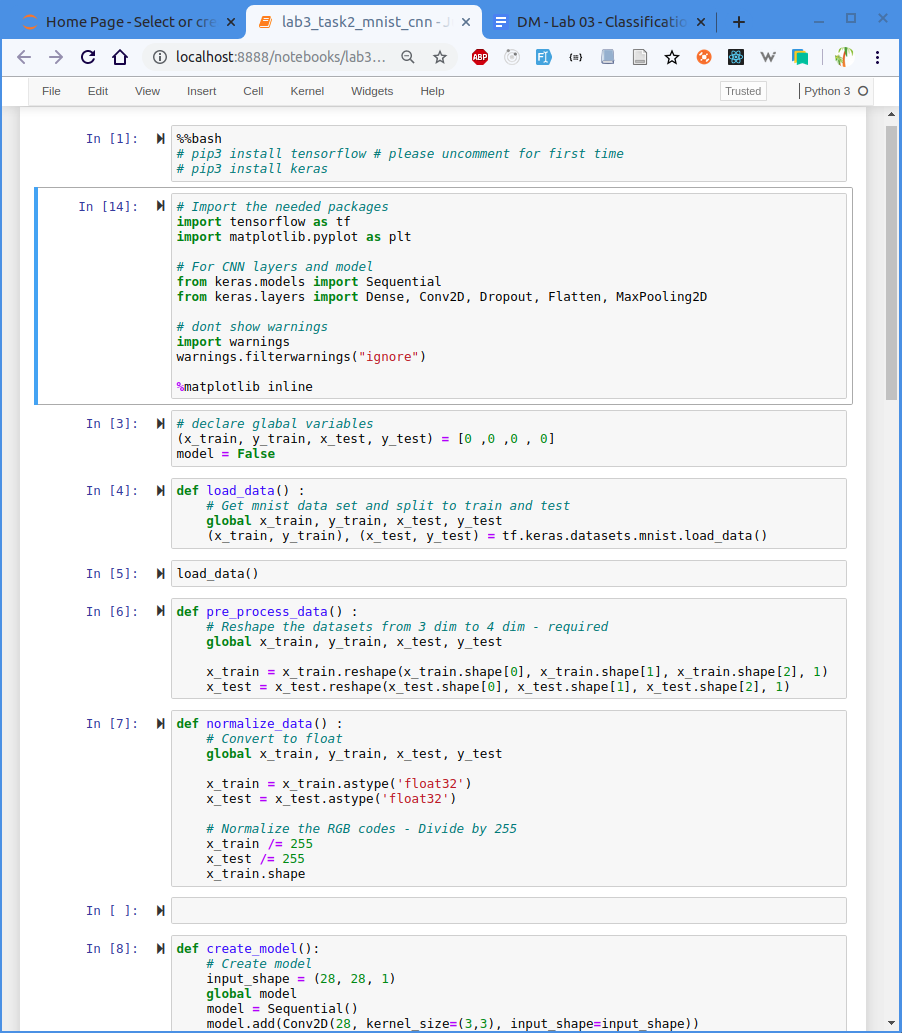 Home Page - Select or cre
lab3_task2_mnist_cnn - J
DM - Lab 03 - Classificatio
localhost:8888/notebooks/lab3...
ABP
File Edit View Insert Cell Kernel Widgets Help Trusted Python 3
In [1]:
%%bash
# pip3 install tensorflow # please uncomment for first time
# pip3 install keras
In [14]:
# Import the needed packages
import tensorflow as tf
import matplotlib.pyplot as plt
# For CNN layers and model
from keras.models import Sequential
from keras.layers import Dense, Conv2D, Dropout, Flatten, MaxPooling2D
# dont show warnings
import warnings
warnings.filterwarnings("ignore")
%matplotlib inline
In [3]:
# declare glabal variables
(x_train, y_train, x_test, y_test) = [0 ,0 ,0 , 0]
model = False
In [4]:
def load_data() :
# Get mnist data set and split to train and test
global x_train, y_train, x_test, y_test
(x_train, y_train), (x_test, y_test) = tf.keras.datasets.mnist.load_data()
In [5]:
load_data()
In [6]:
def pre_process_data() :
# Reshape the datasets from 3 dim to 4 dim - required
global x_train, y_train, x_test, y_test
x_train = x_train.reshape(x_train.shape[0], x_train.shape[1], x_train.shape[2], 1)
x_test = x_test.reshape(x_test.shape[0], x_test.shape[1], x_test.shape[2], 1)
In [7]:
def normalize_data() :
# Convert to float
global x_train, y_train, x_test, y_test
x_train = x_train.astype('float32')
x_test = x_test.astype('float32')
# Normalize the RGB codes - Divide by 255
x_train /= 255
x_test /= 255
x_train.shape
In [ ]:
In [8]:
def create_model():
# Create model
input_shape = (28, 28, 1)
global model
model = Sequential()
model.add(Conv2D(28, kernel_size=(3,3), input_shape=input_shape))